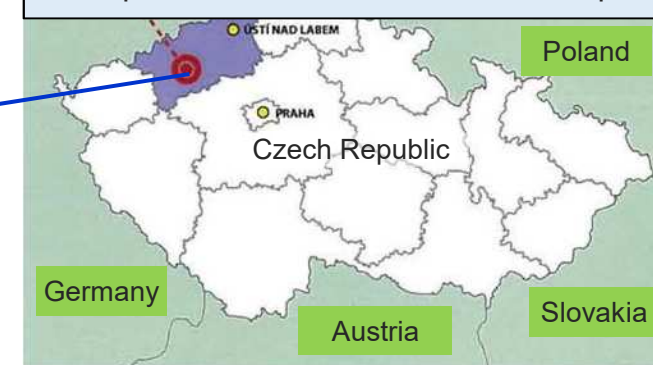 ÚSTÍ NAD LABEM
Poland
PRAHA
Czech Republic
Germany
Slovakia
Austria